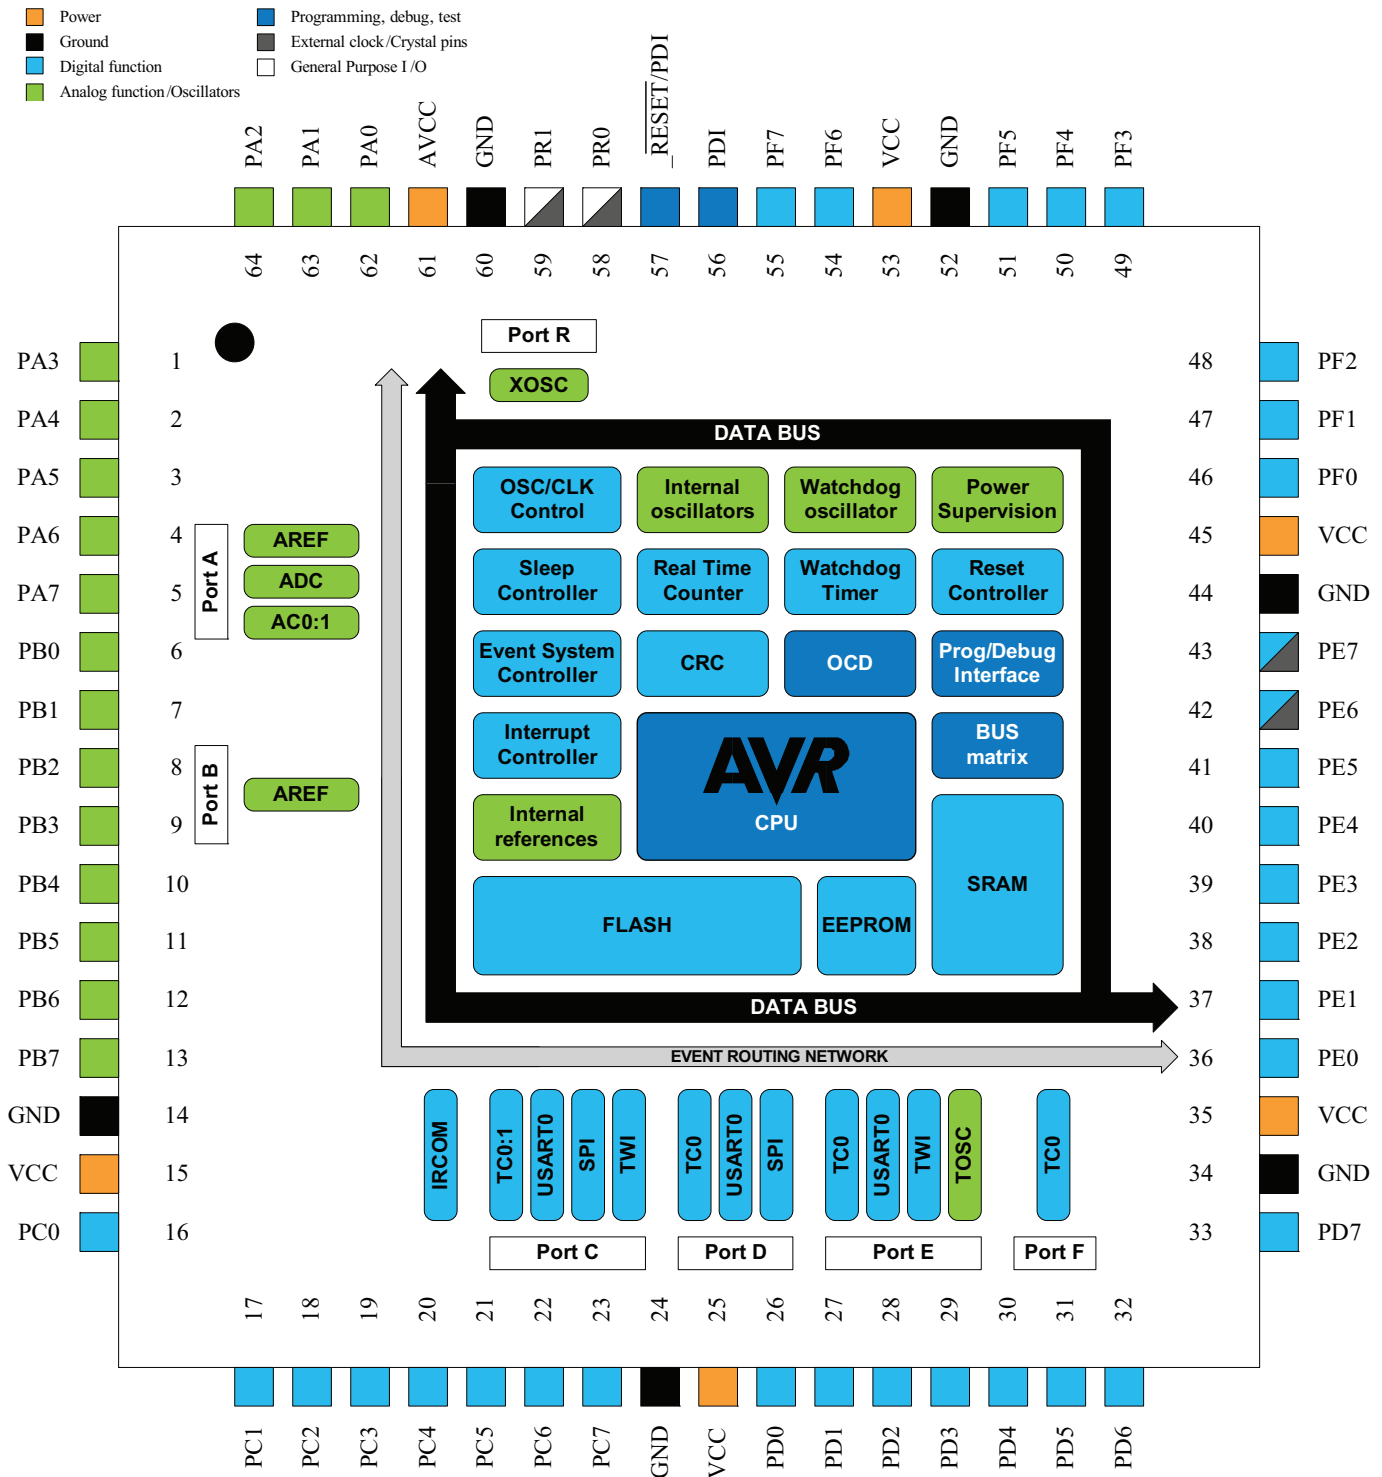 Power
Ground
Digital function
Analog function/Oscillators
Programming, debug, test
External clock/Crystal pins
General Purpose I/O
PA2
PA1
PA0
AVCC
GND
PR1
PR0
_RESET/PDI
PDI
PF7
PF6
VCC
GND
PF5
PF4
PF3
64
63
62
61
60
59
58
57
56
55
54
53
52
51
50
49
PA3 1
PA4 2
PA5 3
PA6 4
PA7 5
PB0 6
PB1 7
PB2 8
PB3 9
PB4 10
PB5 11
PB6 12
PB7 13
GND 14
VCC 15
PC0 16
Port A
AREF
ADC
AC0:1
Port B
AREF
Port R
XOSC
DATA BUS
OSC/CLK
Control
Internal
oscillators
Watchdog
oscillator
Power
Supervision
Sleep
Controller
Real Time
Counter
Watchdog
Timer
Reset
Controller
Event System
Controller
CRC
OCD
Prog/Debug
Interface
Interrupt
Controller
AVR
CPU
BUS
matrix
Internal
references
SRAM
FLASH
EEPROM
DATA BUS
EVENT ROUTING NETWORK
48 PF2
47 PF1
46 PF0
45 VCC
44 GND
43 PE7
42 PE6
41 PE5
40 PE4
39 PE3
38 PE2
37 PE1
36 PE0
35 VCC
34 GND
33 PD7
IRCOM
TC0:1
USART0
SPI
TWI
TC0
USART0
SPI
TC0
USART0
TWI
TOSC
TC0
Port C
Port D
Port E
Port F
17
18
19
20
21
22
23
24
25
26
27
28
29
30
31
32
PC1
PC2
PC3
PC4
PC5
PC6
PC7
GND
VCC
PD0
PD1
PD2
PD3
PD4
PD5
PD6